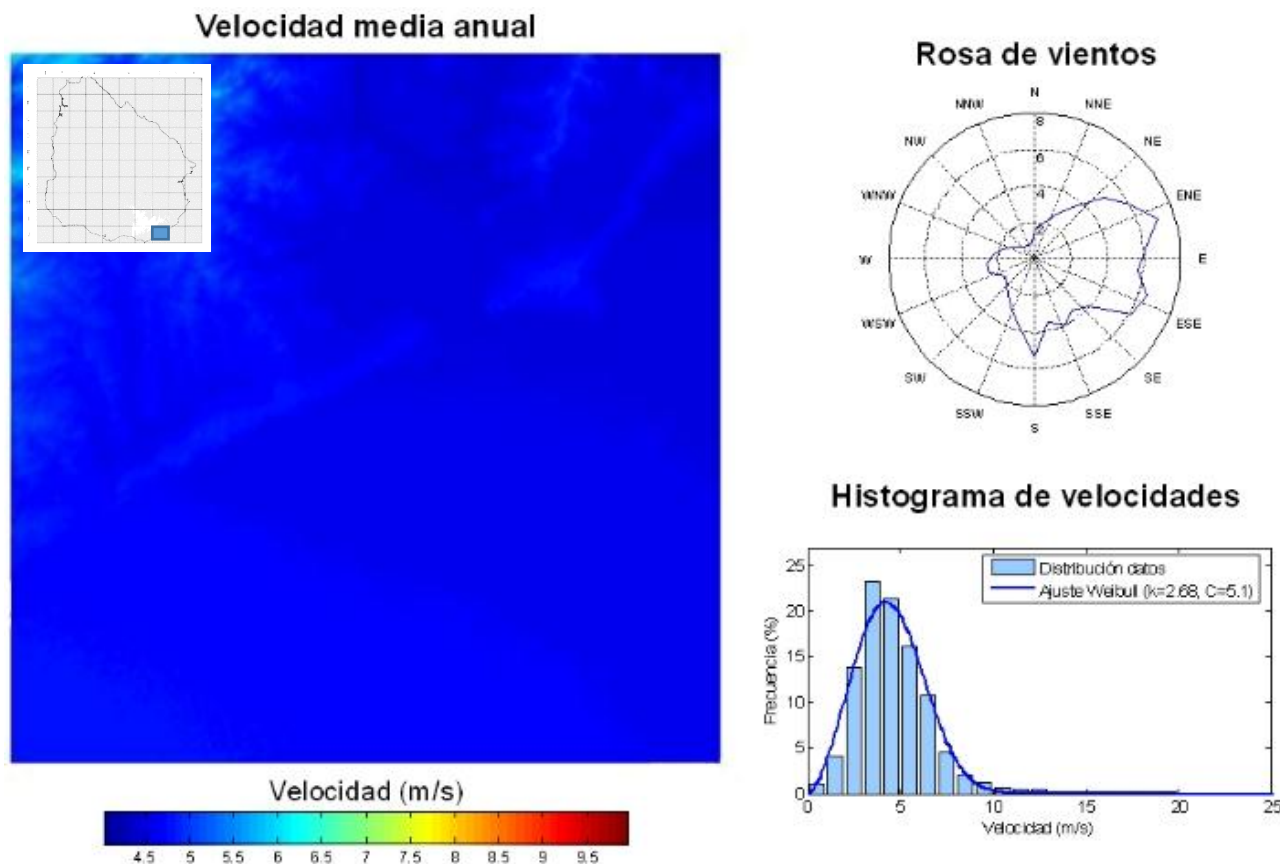 Velocidad media anual
Velocidad (m/s)
4.5 5 5.5 6 6.5 7 7.5 8 8.5 9 9.5
Rosa de vientos
N
NNW NNE
NW NE
WNW ENE
W E
WSW ESE
SW SE
SSW SSE
S
8
6
4
2
Histograma de velocidades
Distribución datos
Ajuste Weibull (k=2.68, C=5.1)
Frecuencia (%)
25
20
15
10
5
0
0 5 10 15 20 25
Velocidad (m/s)